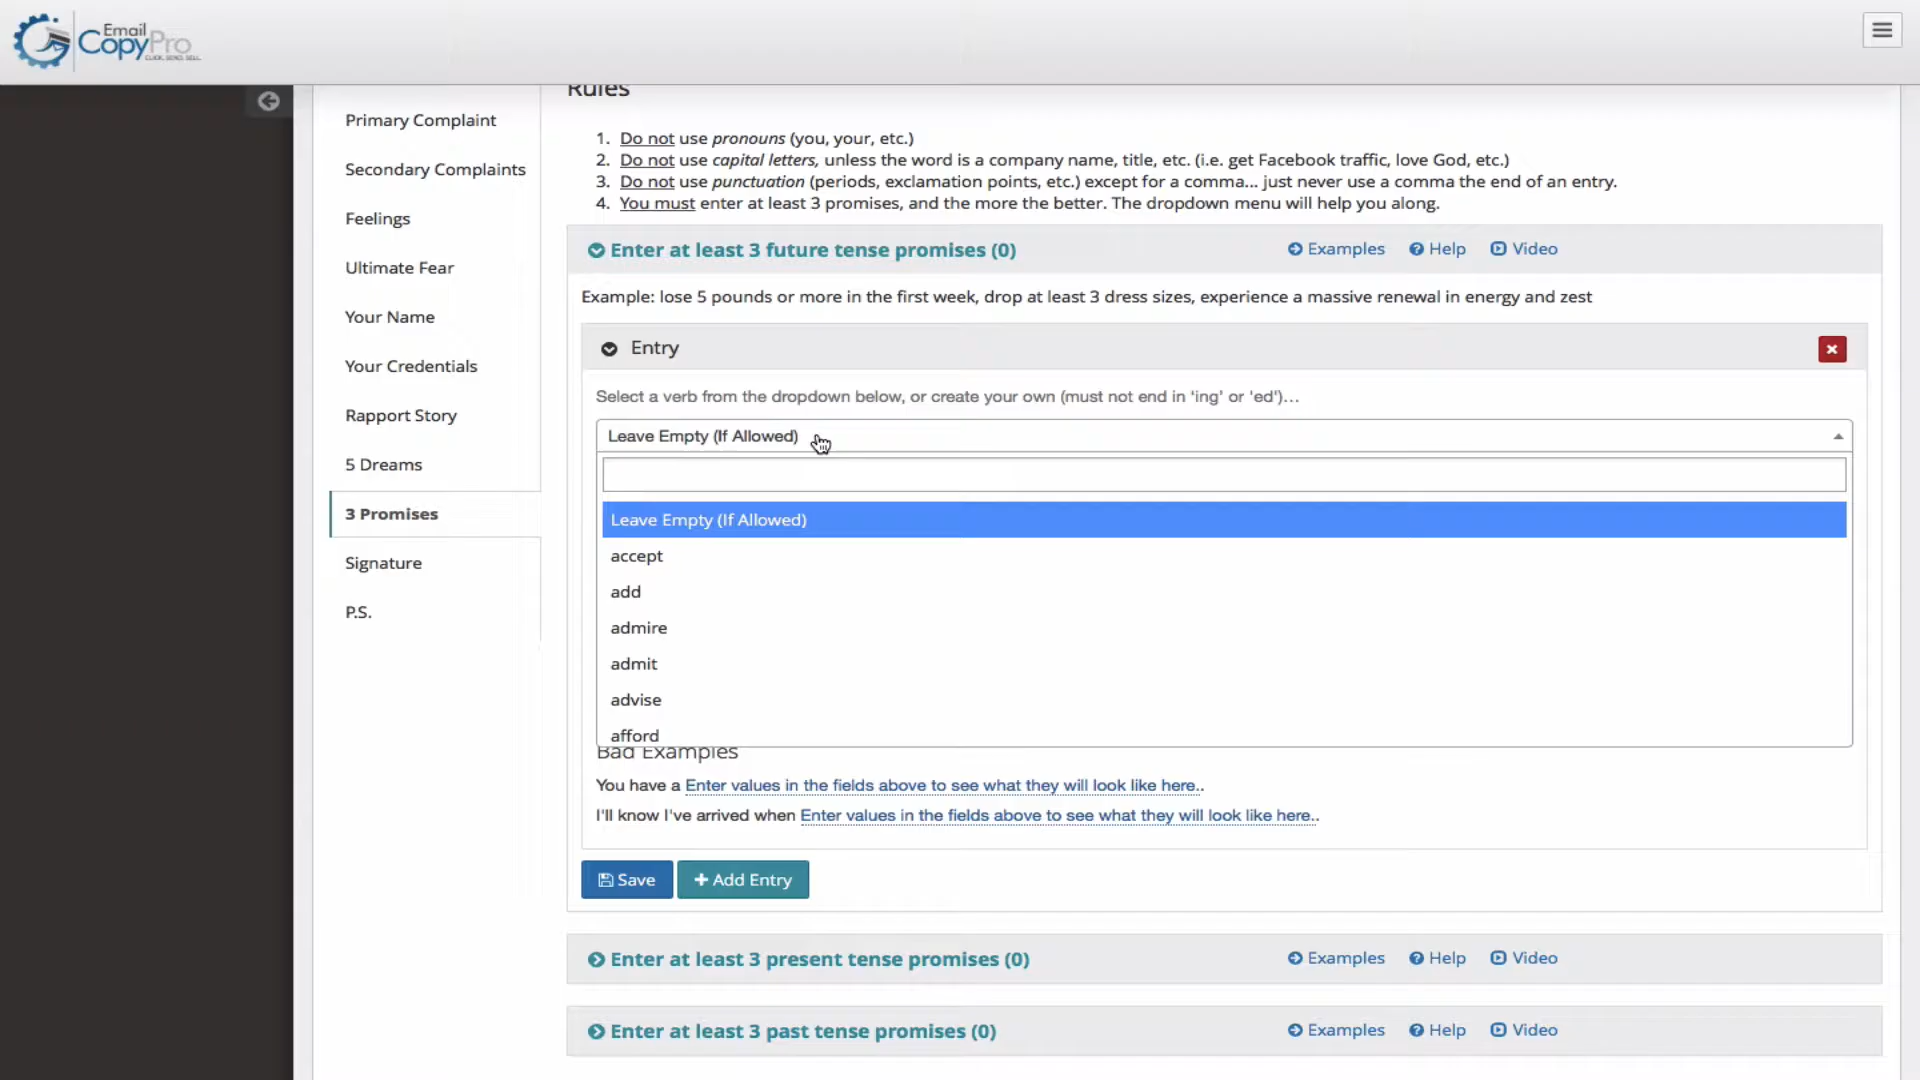 Email
CopyPro
CLICK. SEND. SELL.
Primary Complaint
Secondary Complaints
Feelings
Ultimate Fear
Your Name
Your Credentials
Rapport Story
5 Dreams
3 Promises
Signature
P.S.
Rules
1. Do not use pronouns (you, your, etc.)
2. Do not use capital letters, unless the word is a company name, title, etc. (i.e. get Facebook traffic, love God, etc.)
3. Do not use punctuation (periods, exclamation points, etc.) except for a comma... just never use a comma the end of an entry.
4. You must enter at least 3 promises, and the more the better. The dropdown menu will help you along.
Enter at least 3 future tense promises (0) Examples Help Video
Example: lose 5 pounds or more in the first week, drop at least 3 dress sizes, experience a massive renewal in energy and zest
Entry
Select a verb from the dropdown below, or create your own (must not end in 'ing' or 'ed')...
Leave Empty (If Allowed)
Leave Empty (If Allowed)
accept
add
admire
admit
advise
afford
Bad Examples
You have a Enter values in the fields above to see what they will look like here..
I'll know I've arrived when Enter values in the fields above to see what they will look like here..
Save + Add Entry
Enter at least 3 present tense promises (0) Examples Help Video
Enter at least 3 past tense promises (0) Examples Help Video